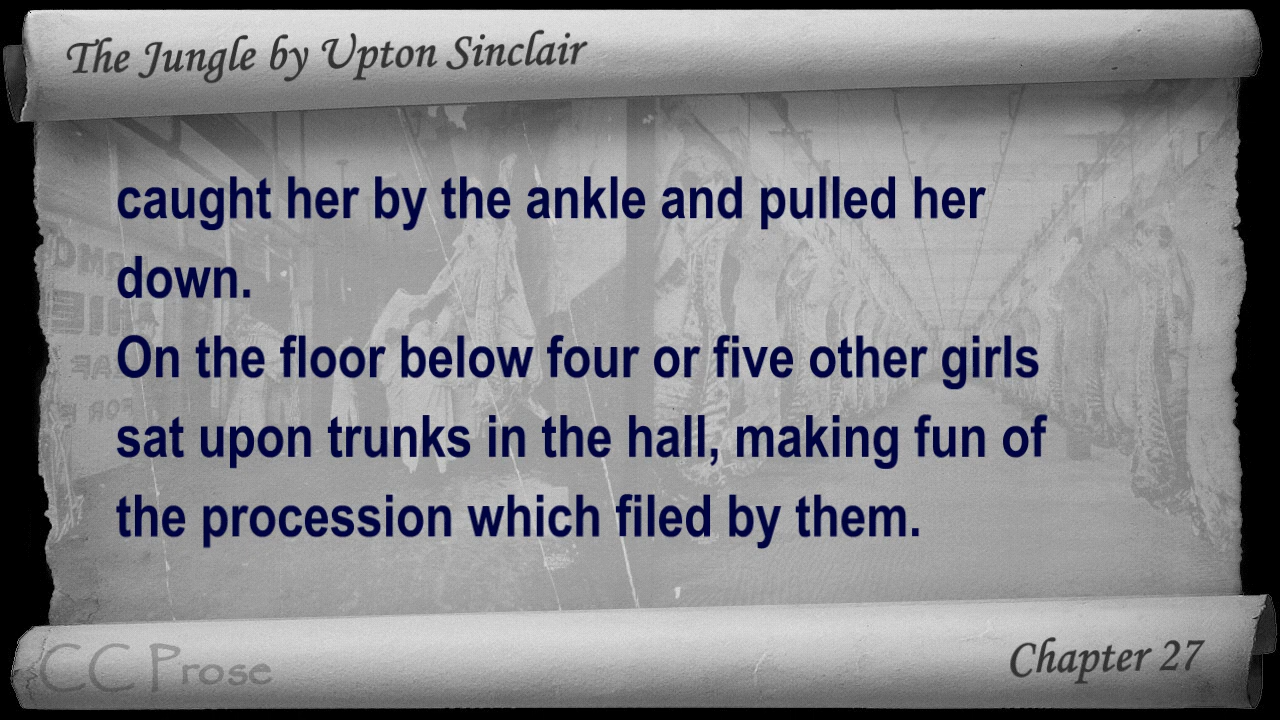 The Jungle by Upton Sinclair
caught her by the ankle and pulled her
down.
On the floor below four or five other girls
sat upon trunks in the hall, making fun of
the procession which filed by them.
CC Prose
Chapter 27